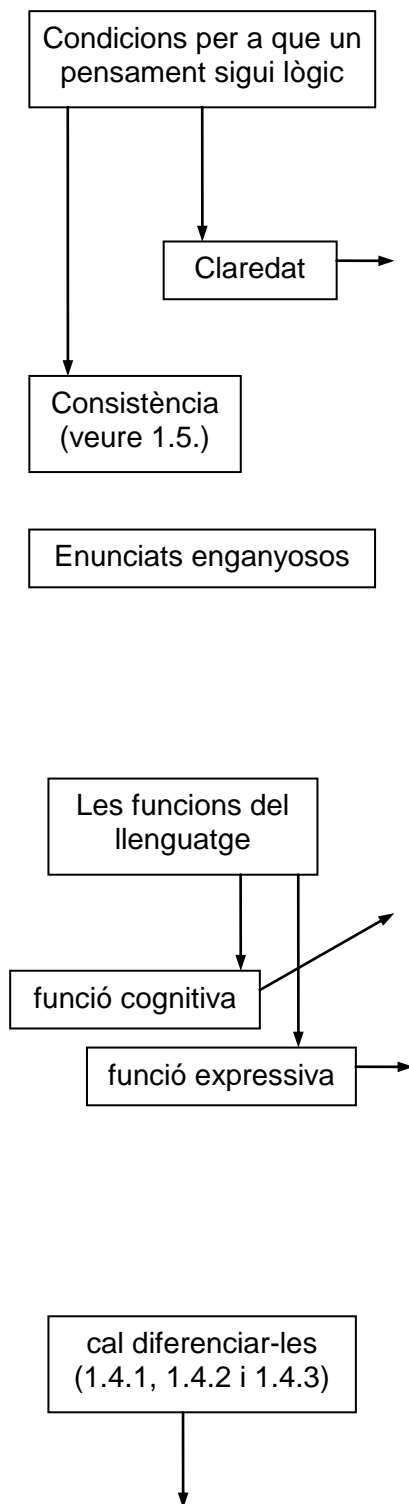 Condicions per a que un
pensament sigui lògic
Claredat
Consistència
(veure 1.5.)
Enunciats enganyosos
Les funcions del
llenguatge
funció cognitiva
funció expressiva
cal diferenciar-les
(1.4.1, 1.4.2 i 1.4.3)